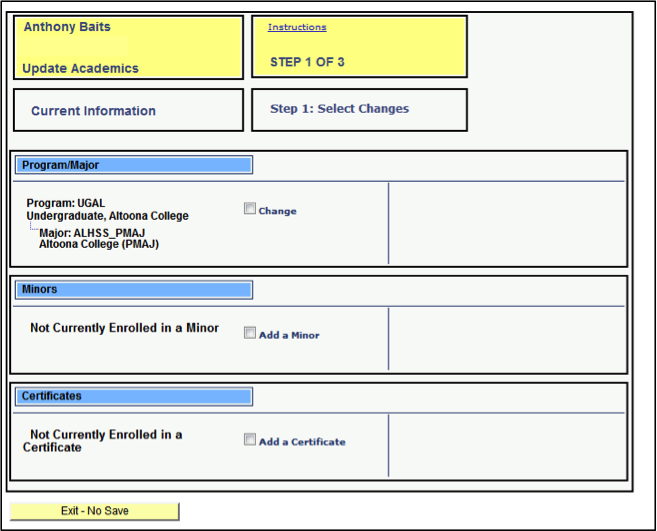 Anthony Baits
Instructions
Update Academics
STEP 1 OF 3
Current Information
Step 1: Select Changes
Program/Major
Program: UGAL
Undergraduate, Altoona College
Change
Major: ALHSS_PMAJ
Altoona College (PMAJ)
Minors
Not Currently Enrolled in a Minor
Add a Minor
Certificates
Not Currently Enrolled in a
Certificate
Add a Certificate
Exit - No Save